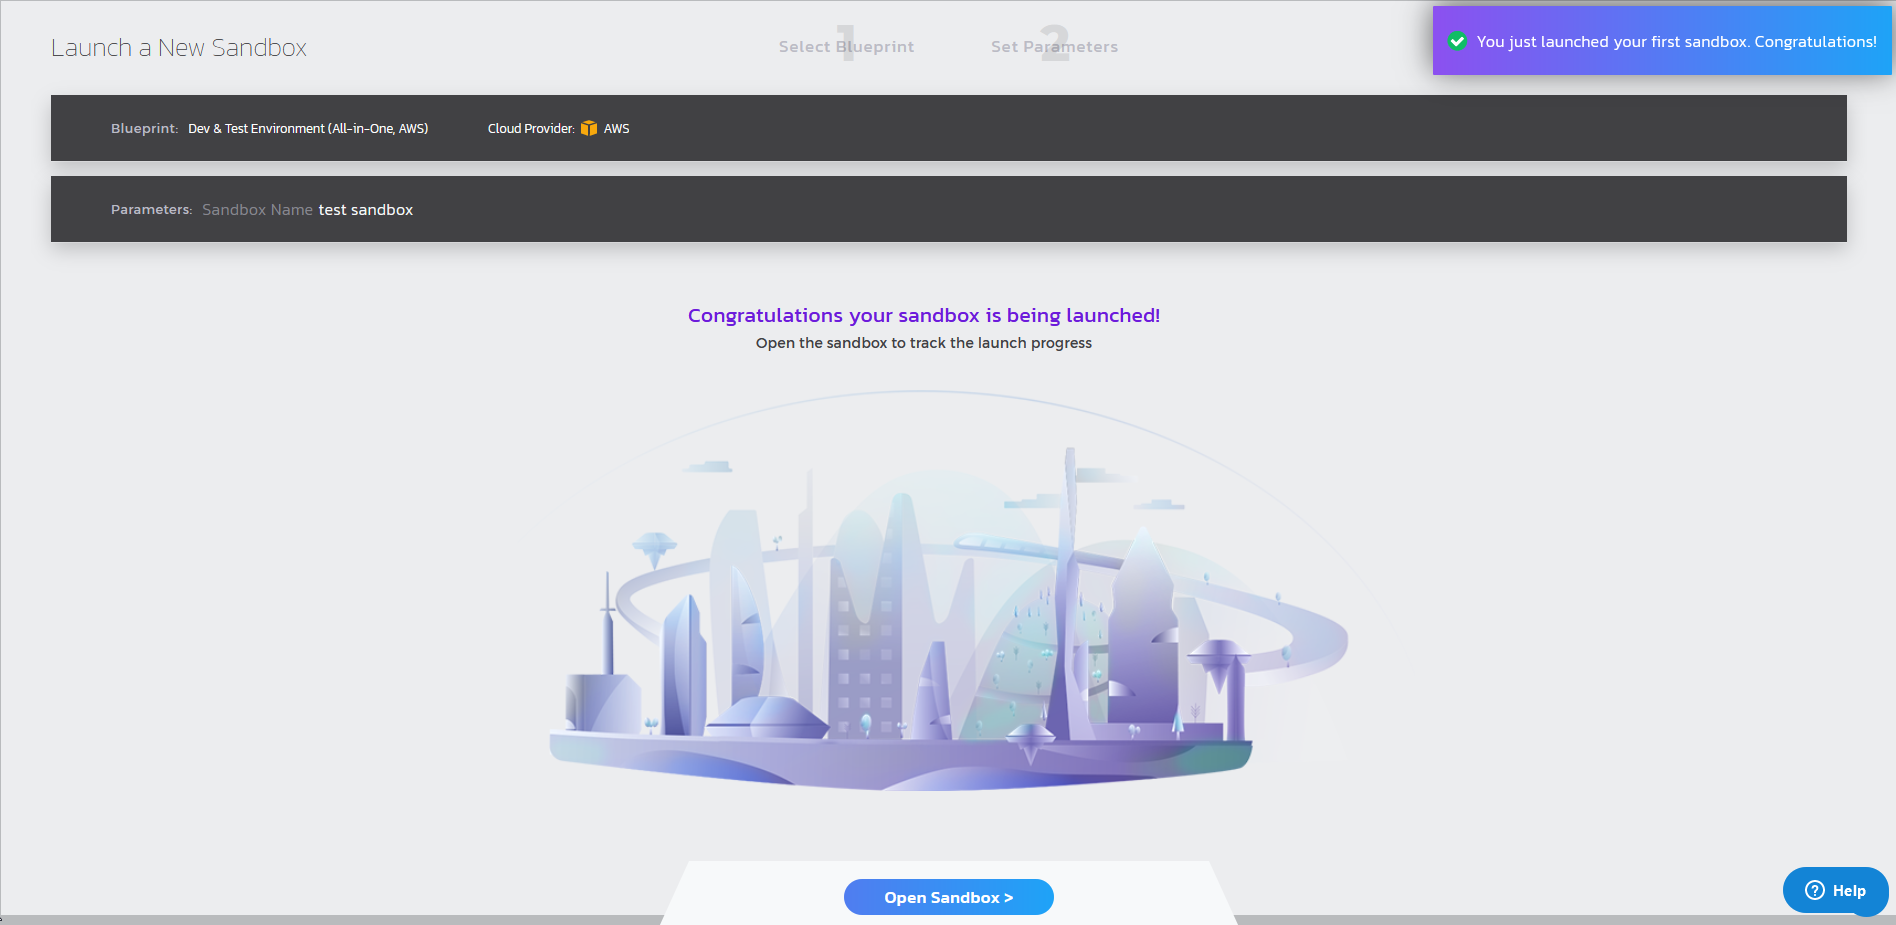 Launch a New Sandbox
1
Select Blueprint
2
Set Parameters
You just launched your first sandbox. Congratulations!
Blueprint: Dev & Test Environment (All-in-One, AWS) Cloud Provider: AWS
Parameters: Sandbox Name test sandbox
Congratulations your sandbox is being launched!
Open the sandbox to track the launch progress
Open Sandbox >
? Help